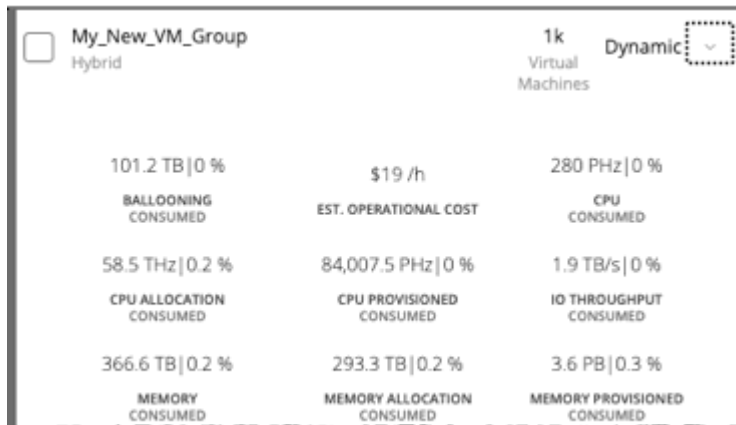 My_New_VM_Group
Hybrid
1k
Virtual
Machines
Dynamic
101.2 TB|0 %
BALLOONING
CONSUMED
$19 /h
EST. OPERATIONAL COST
280 PHz|0 %
CPU
CONSUMED
58.5 THz|0.2 %
CPU ALLOCATION
CONSUMED
84,007.5 PHz|0 %
CPU PROVISIONED
CONSUMED
1.9 TB/s|0 %
IO THROUGHPUT
CONSUMED
366.6 TB|0.2 %
MEMORY
CONSUMED
293.3 TB|0.2 %
MEMORY ALLOCATION
CONSUMED
3.6 PB|0.3 %
MEMORY PROVISIONED
CONSUMED